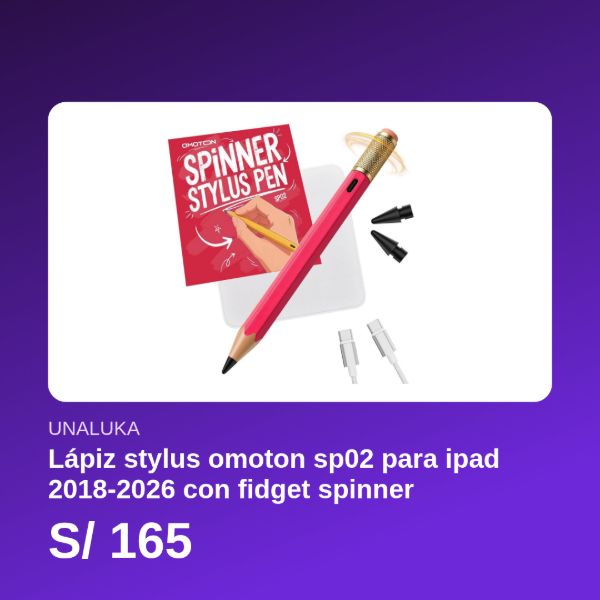 OMOTON
SPINNER
STYLUS PEN
SP02
UNALUKA
Lápiz stylus omoton sp02 para ipad
2018-2026 con fidget spinner
S/ 165